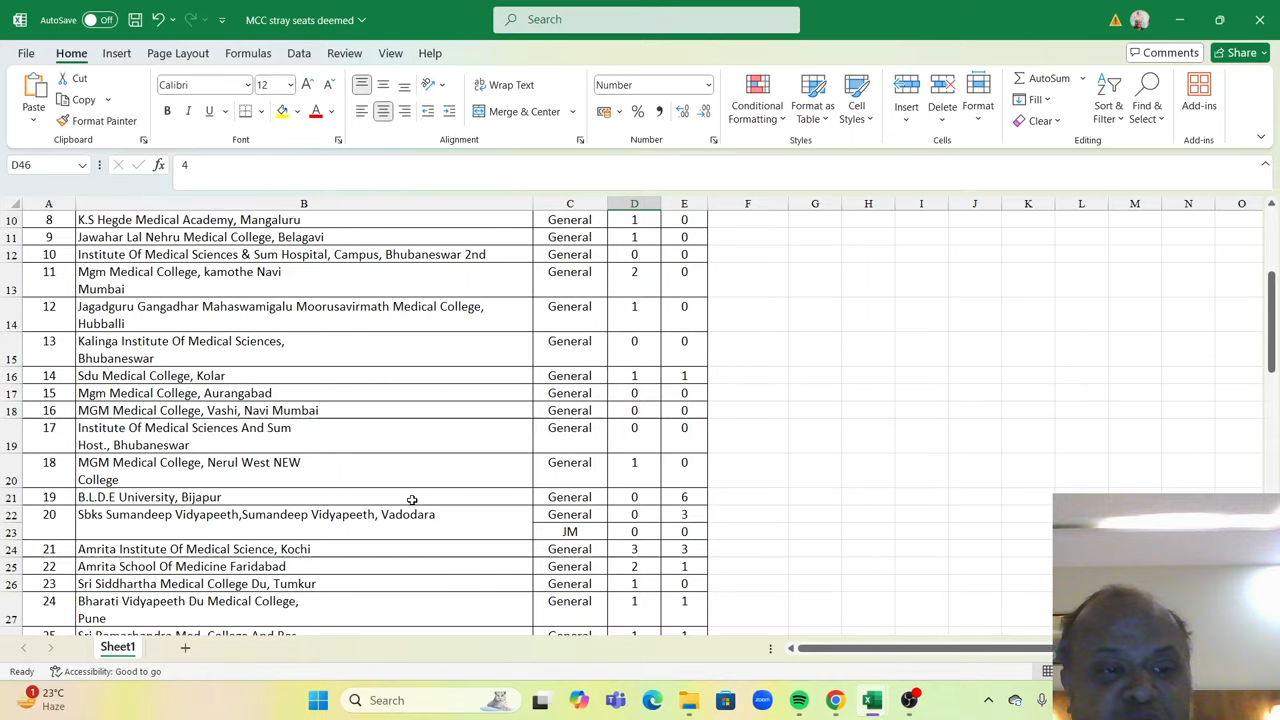 AutoSave Off MCC stray seats deemed Search
File Home Insert Page Layout Formulas Data Review View Help Comments Share
Cut Calibri 12 Wrap Text Number AutoSum
Copy Fill
Paste Format Painter B I U Merge & Center Conditional Formatting Format as Table Cell Styles Insert Delete Format Clear Sort & Filter Find & Select Add-ins
Clipboard Font Alignment Number Styles Cells Editing Add-ins
D46 fx 4
A B C D E F G H I J K L M N O
10 8 K.S Hegde Medical Academy, Mangaluru General 1 0
11 9 Jawahar Lal Nehru Medical College, Belagavi General 1 0
12 10 Institute Of Medical Sciences & Sum Hospital, Campus, Bhubaneswar 2nd General 0 0
11 Mgm Medical College, kamothe Navi General 2 0
13 Mumbai
12 Jagadguru Gangadhar Mahaswamigalu Moorusavirmath Medical College, General 1 0
14 Hubballi
13 Kalinga Institute Of Medical Sciences, General 0 0
15 Bhubaneswar
16 14 Sdu Medical College, Kolar General 1 1
17 15 Mgm Medical College, Aurangabad General 0 0
18 16 MGM Medical College, Vashi, Navi Mumbai General 0 0
17 Institute Of Medical Sciences And Sum General 0 0
19 Host., Bhubaneswar
18 MGM Medical College, Nerul West NEW General 1 0
20 College
21 19 B.L.D.E University, Bijapur General 0 6
22 20 Sbks Sumandeep Vidyapeeth,Sumandeep Vidyapeeth, Vadodara General 0 3
23 JM 0 0
24 21 Amrita Institute Of Medical Science, Kochi General 3 3
25 22 Amrita School Of Medicine Faridabad General 2 1
26 23 Sri Siddhartha Medical College Du, Tumkur General 1 0
24 Bharati Vidyapeeth Du Medical College, General 1 1
27 Pune
25 Sri Ramachandra Med. College And Res General 1 1
Sheet1
Ready Accessibility: Good to go
1 23°C Haze Search zoom